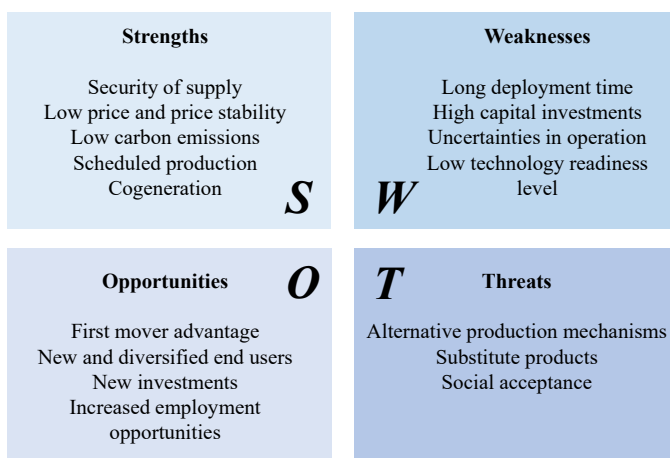 Strengths
Security of supply
Low price and price stability
Low carbon emissions
Scheduled production
Cogeneration
S
Weaknesses
Long deployment time
High capital investments
Uncertainties in operation
Low technology readiness
level
W
Opportunities
O
First mover advantage
New and diversified end users
New investments
Increased employment
opportunities
T
Threats
Alternative production mechanisms
Substitute products
Social acceptance